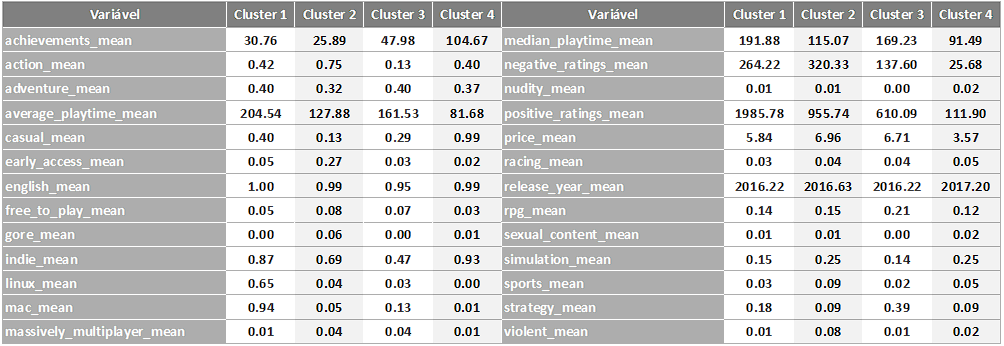 Variável Cluster 1 Cluster 2 Cluster 3 Cluster 4 Variável Cluster 1 Cluster 2 Cluster 3 Cluster 4
achievements_mean 30.76 25.89 47.98 104.67 median_playtime_mean 191.88 115.07 169.23 91.49
action_mean 0.42 0.75 0.13 0.40 negative_ratings_mean 264.22 320.33 137.60 25.68
adventure_mean 0.40 0.32 0.40 0.37 nudity_mean 0.01 0.01 0.00 0.02
average_playtime_mean 204.54 127.88 161.53 81.68 positive_ratings_mean 1985.78 955.74 610.09 111.90
casual_mean 0.40 0.13 0.29 0.99 price_mean 5.84 6.96 6.71 3.57
early_access_mean 0.05 0.27 0.03 0.02 racing_mean 0.03 0.04 0.04 0.05
english_mean 1.00 0.99 0.95 0.99 release_year_mean 2016.22 2016.63 2016.22 2017.20
free_to_play_mean 0.05 0.08 0.07 0.03 rpg_mean 0.14 0.15 0.21 0.12
gore_mean 0.00 0.06 0.00 0.01 sexual_content_mean 0.01 0.01 0.00 0.02
indie_mean 0.87 0.69 0.47 0.93 simulation_mean 0.15 0.25 0.14 0.25
linux_mean 0.65 0.04 0.03 0.00 sports_mean 0.03 0.09 0.02 0.05
mac_mean 0.94 0.05 0.13 0.01 strategy_mean 0.18 0.09 0.39 0.09
massively_multiplayer_mean 0.01 0.04 0.04 0.01 violent_mean 0.01 0.08 0.01 0.02